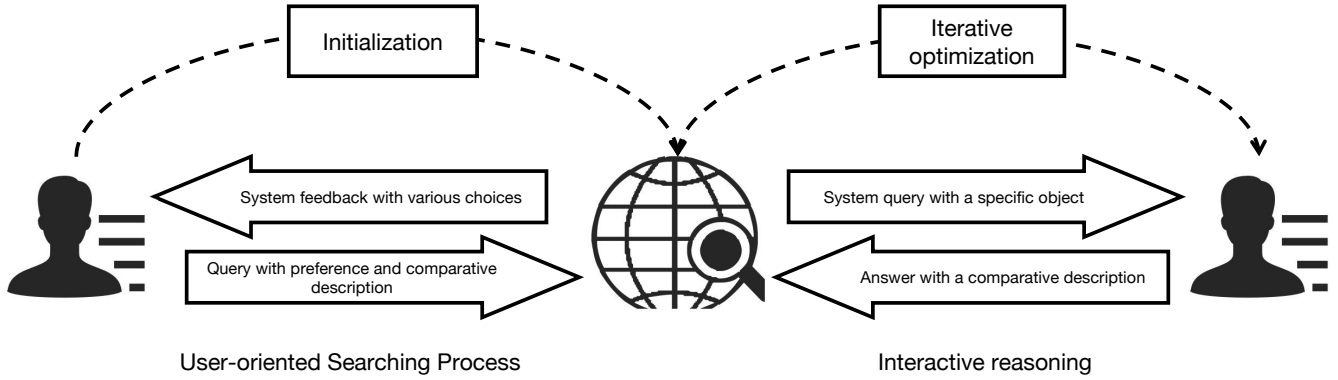 Initialization
Iterative
optimization
System feedback with various choices
System query with a specific object
Query with preference and comparative
description
Answer with a comparative description
User-oriented Searching Process
Interactive reasoning